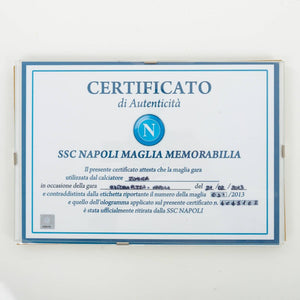 CERTIFICATO
di Autenticità
N
SSC NAPOLI MAGLIA MEMORABILIA
Il presente certificato attesta che la maglia gara
utilizzata dal calciatore
in occasione della gara del 2013
e contraddistinta dalla etichetta riportante il numero della maglia /2013
e quello dell'ologramma applicato sul presente certificato n.
è stata ufficialmente ritirata dalla SSC NAPOLI